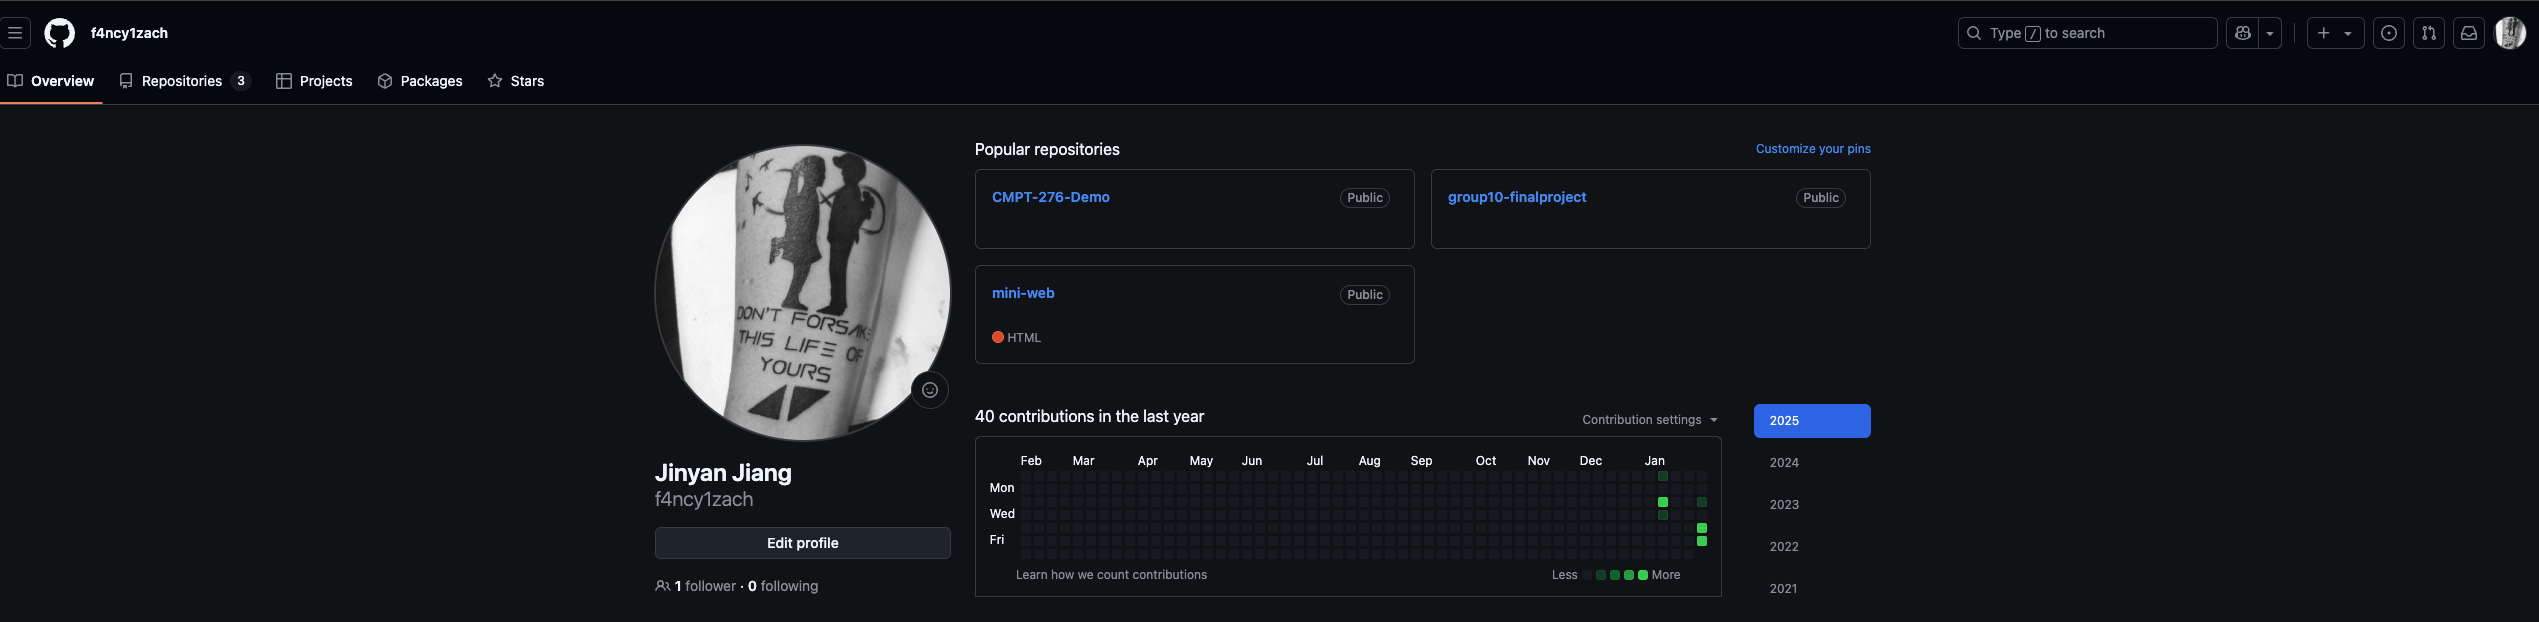 f4ncy1zach
Type / to search
Overview
Repositories 3
Projects
Packages
Stars
DON'T FORSAKE
THIS LIFE OF
YOURS
Jinyan Jiang
f4ncy1zach
Edit profile
1 follower · 0 following
Popular repositories
Customize your pins
CMPT-276-Demo
Public
group10-finalproject
Public
mini-web
Public
HTML
40 contributions in the last year
Contribution settings
Feb Mar Apr May Jun Jul Aug Sep Oct Nov Dec Jan
Mon
Wed
Fri
Learn how we count contributions
Less
More
2025
2024
2023
2022
2021